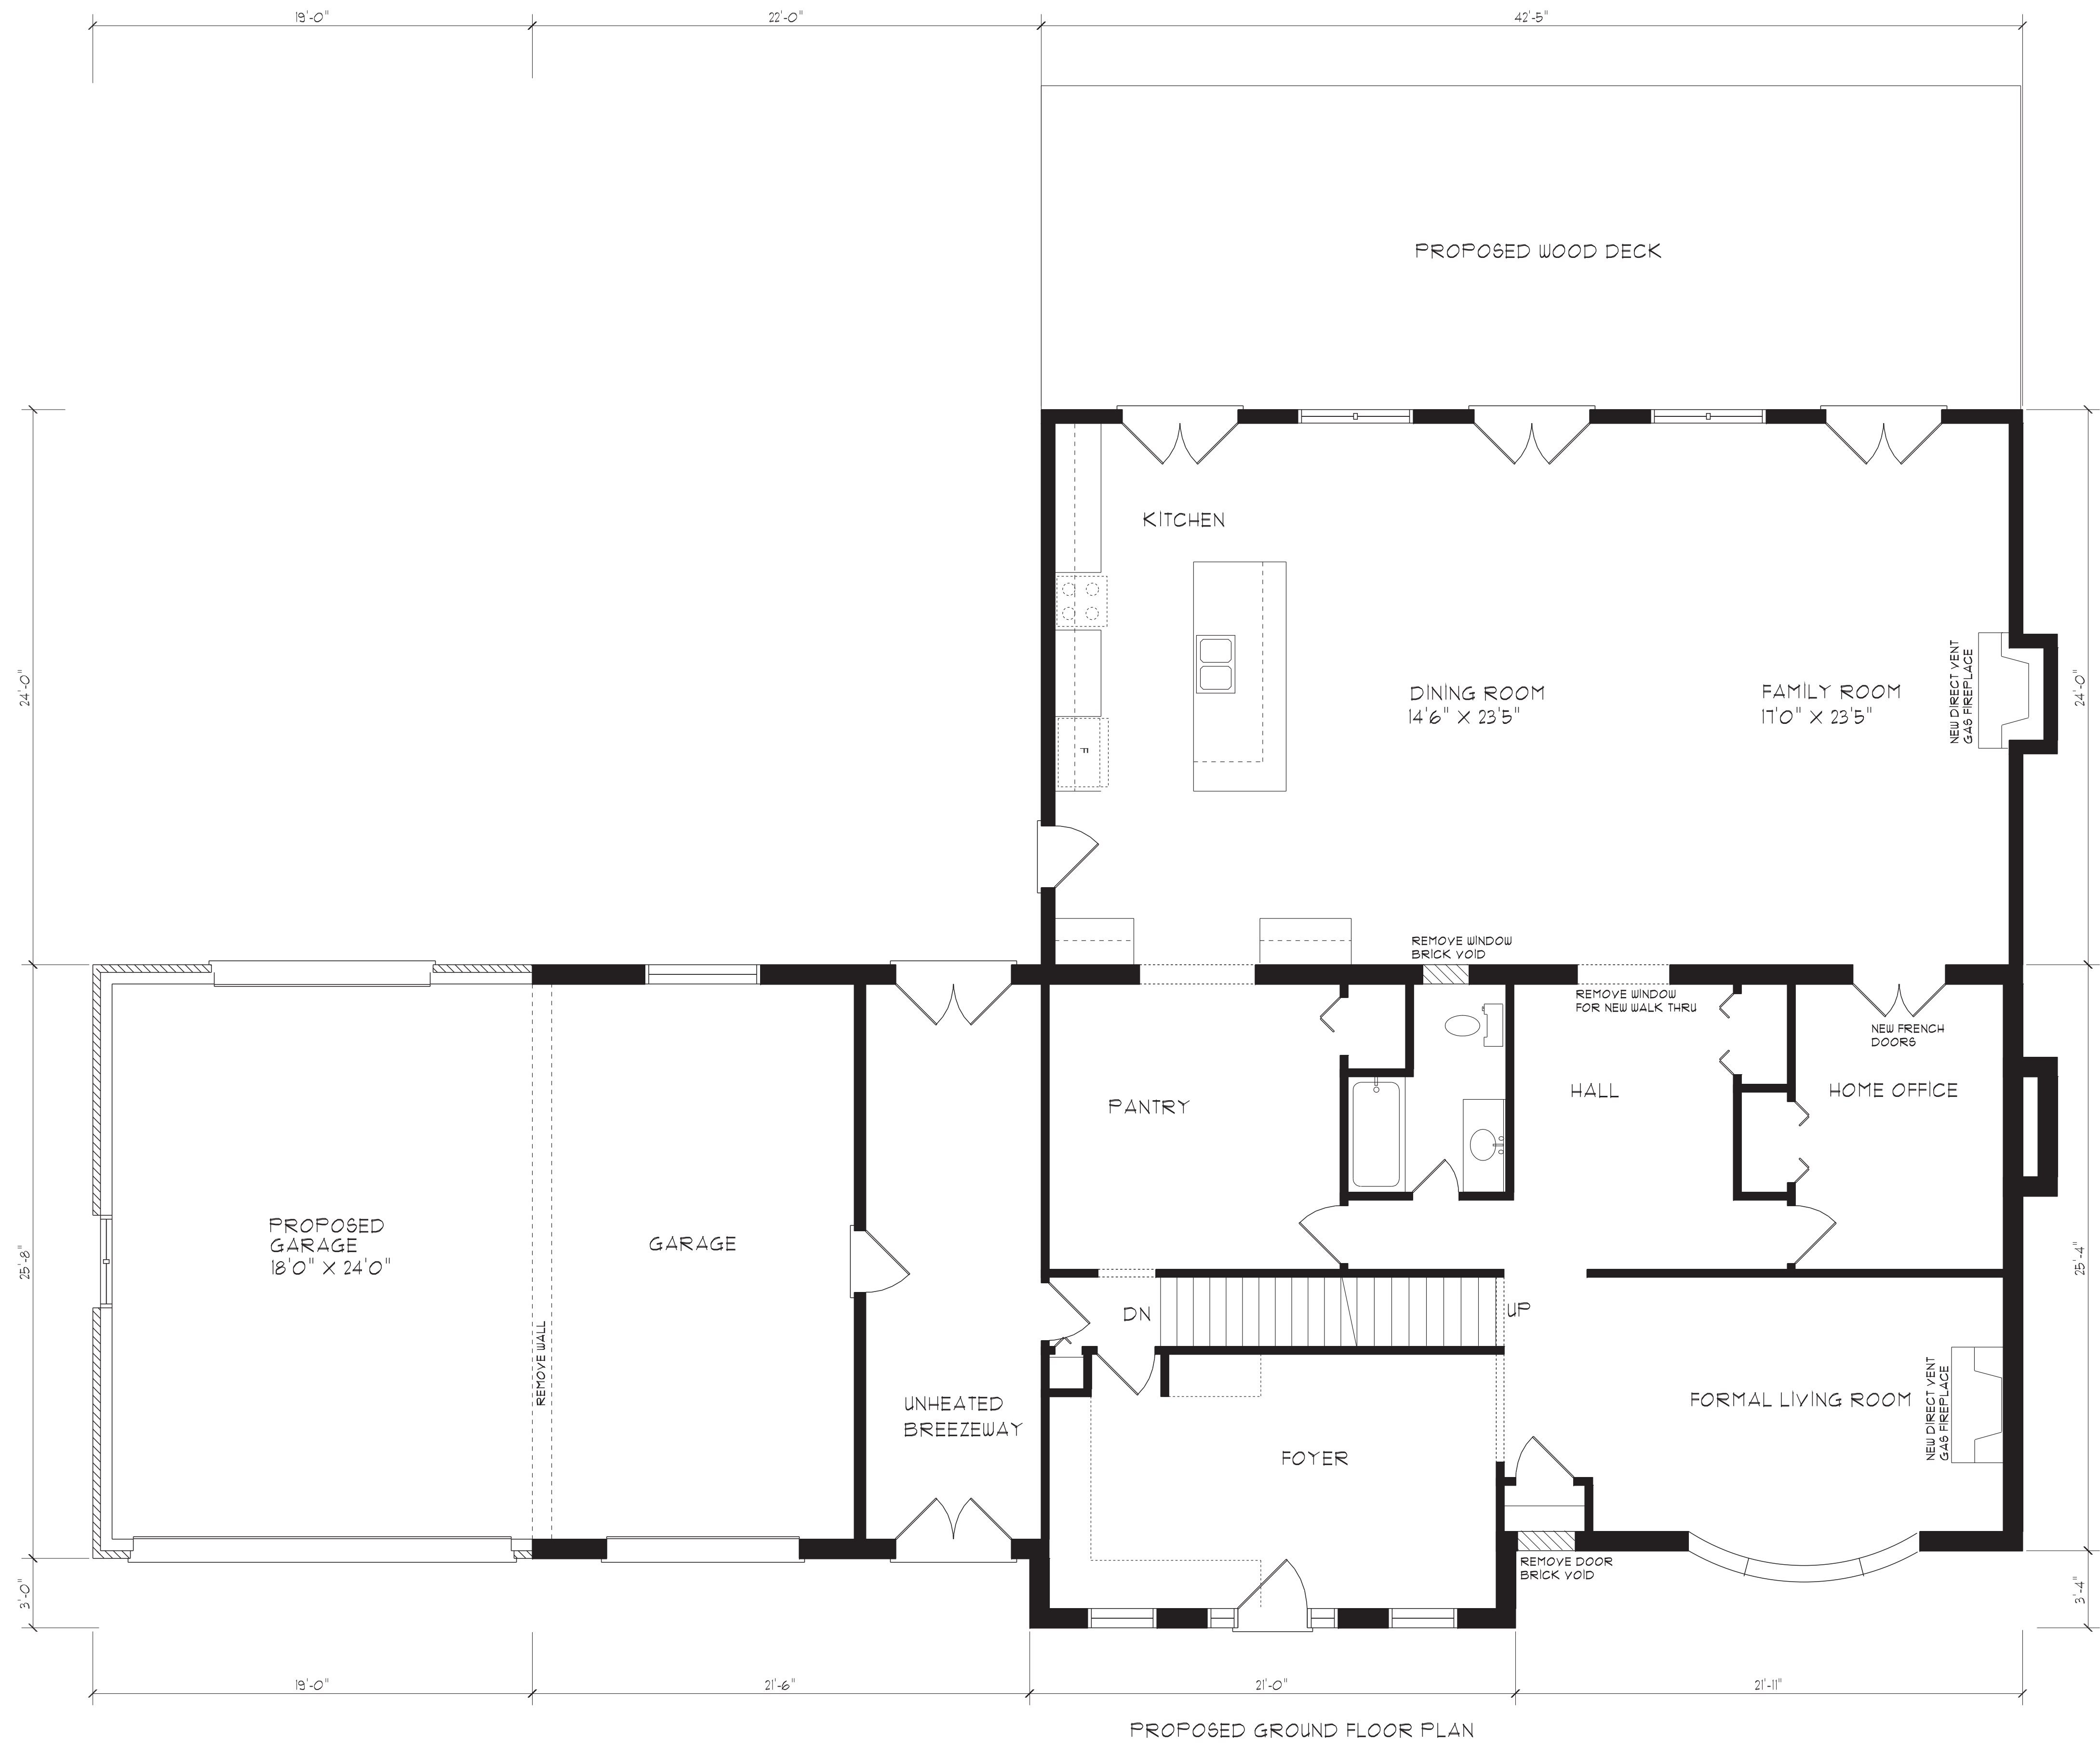 19'-0" 22'-0" 42'-5"
PROPOSED WOOD DECK
KITCHEN
24'-0"
DINING ROOM
14'6" X 23'5"
FAMILY ROOM
17'0" X 23'5"
NEW DIRECT VENT
GAS FIREPLACE
24'-0"
F
REMOVE WINDOW
BRICK VOID
REMOVE WINDOW
FOR NEW WALK THRU
NEW FRENCH
DOORS
PANTRY
HALL
HOME OFFICE
25'-8"
PROPOSED
GARAGE
18'0" X 24'0"
GARAGE
25'-4"
REMOVE WALL
DN
UP
UNHEATED
BREEZEWAY
FOYER
FORMAL LIVING ROOM
NEW DIRECT VENT
GAS FIREPLACE
REMOVE DOOR
BRICK VOID
3'-0"
3'-4"
19'-0" 21'-6" 21'-0" 21'-11"
PROPOSED GROUND FLOOR PLAN